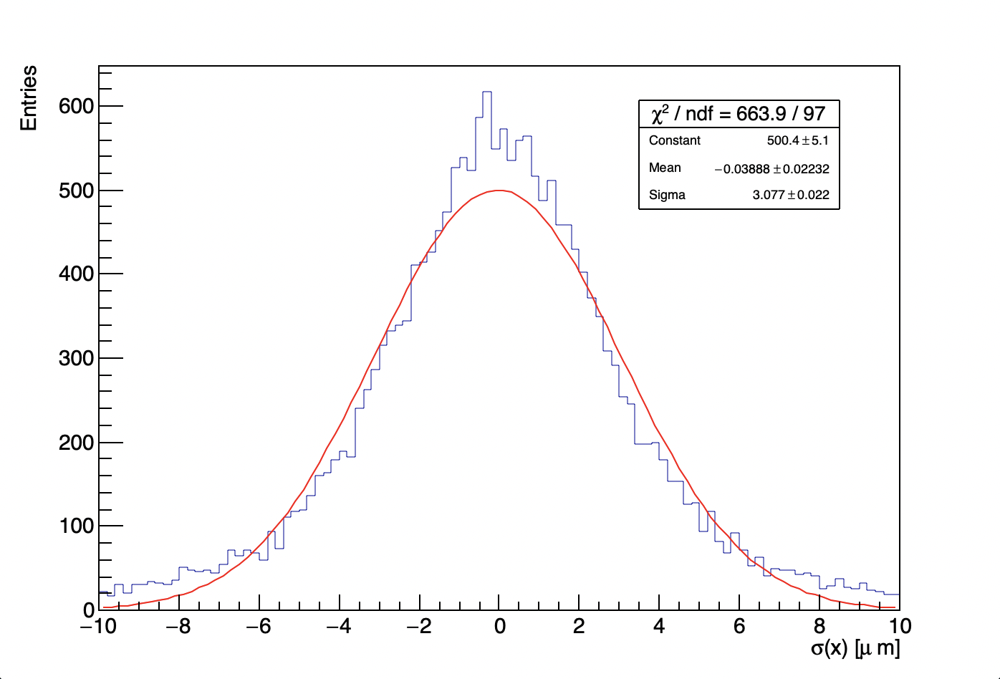 Entries
600
500
400
300
200
100
0
χ² / ndf = 663.9 / 97
Constant 500.4 ± 5.1
Mean −0.03888 ± 0.02232
Sigma 3.077 ± 0.022
−10 −8 −6 −4 −2 0 2 4 6 8 10
σ(x) [μ m]